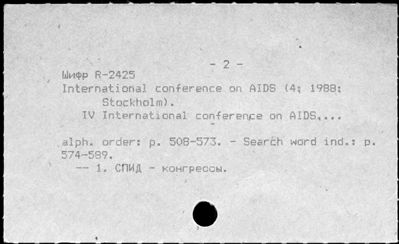 - 2 -
Шифр R-2425
International conference on AIDS (4; 1988;
Stockholm).
IV International conference on AIDS,...
alph. order: p. 508-573. - Search word ind.: p.
574-589.
-- 1. СПИД - конгрессы.